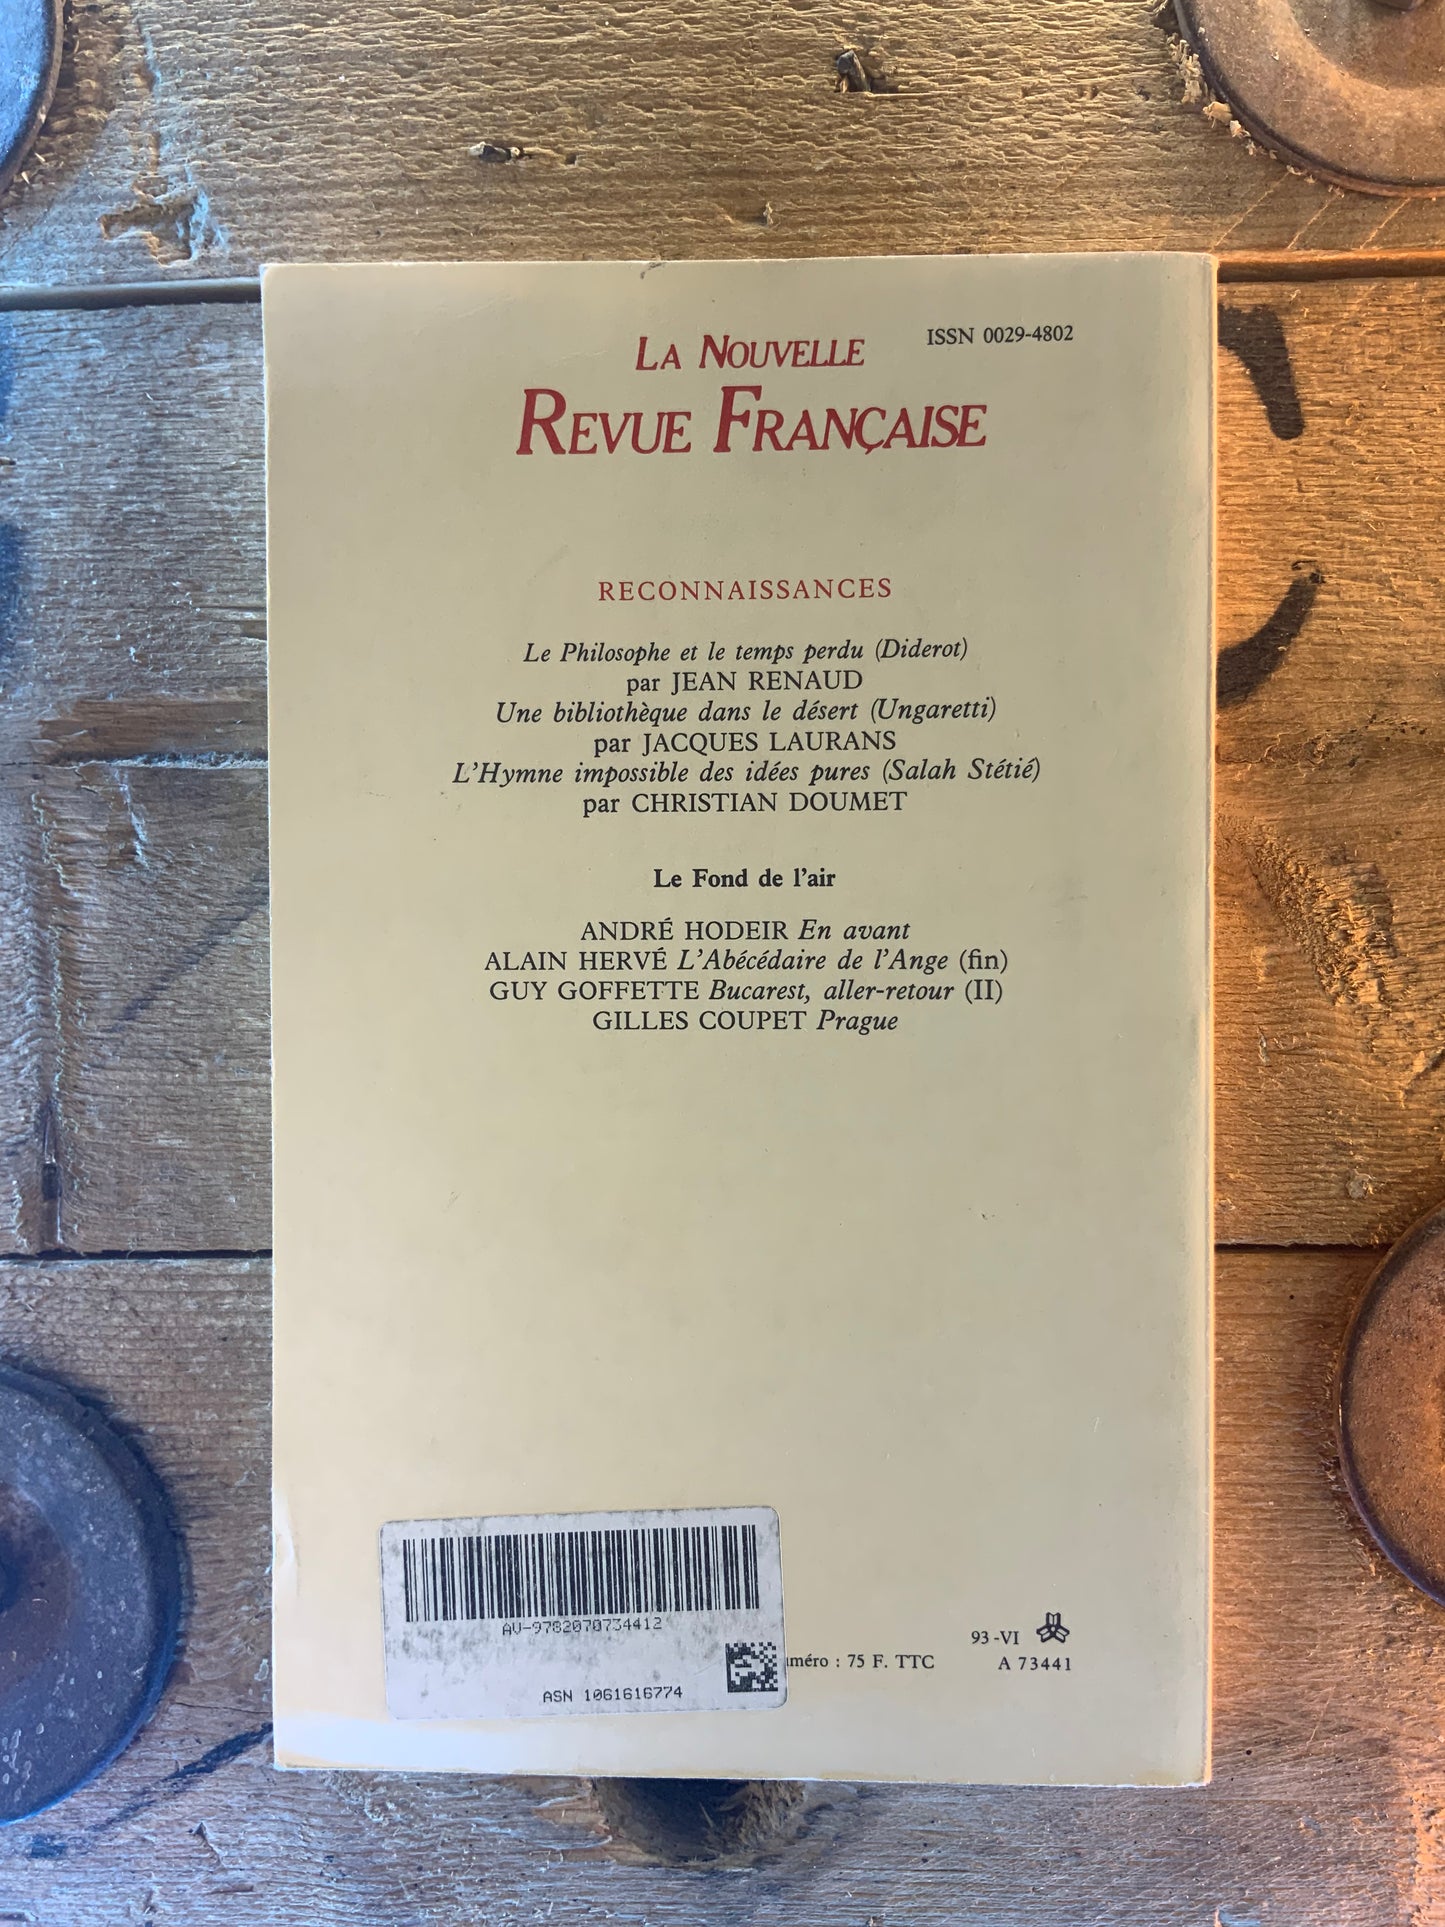 ISSN 0029-4802
LA NOUVELLE
REVUE FRANÇAISE
RECONNAISSANCES
Le Philosophe et le temps perdu (Diderot)
par JEAN RENAUD
Une bibliothèque dans le désert (Ungaretti)
par JACQUES LAURANS
L'Hymne impossible des idées pures (Salah Stétié)
par CHRISTIAN DOUMET
Le Fond de l'air
ANDRÉ HODEIR En avant
ALAIN HERVÉ L'Abécédaire de l'Ange (fin)
GUY GOFFETTE Bucarest, aller-retour (II)
GILLES COUPET Prague
AV-9782070734412
ASN 1061616774
: 75 F. TTC
93-VI
A 73441